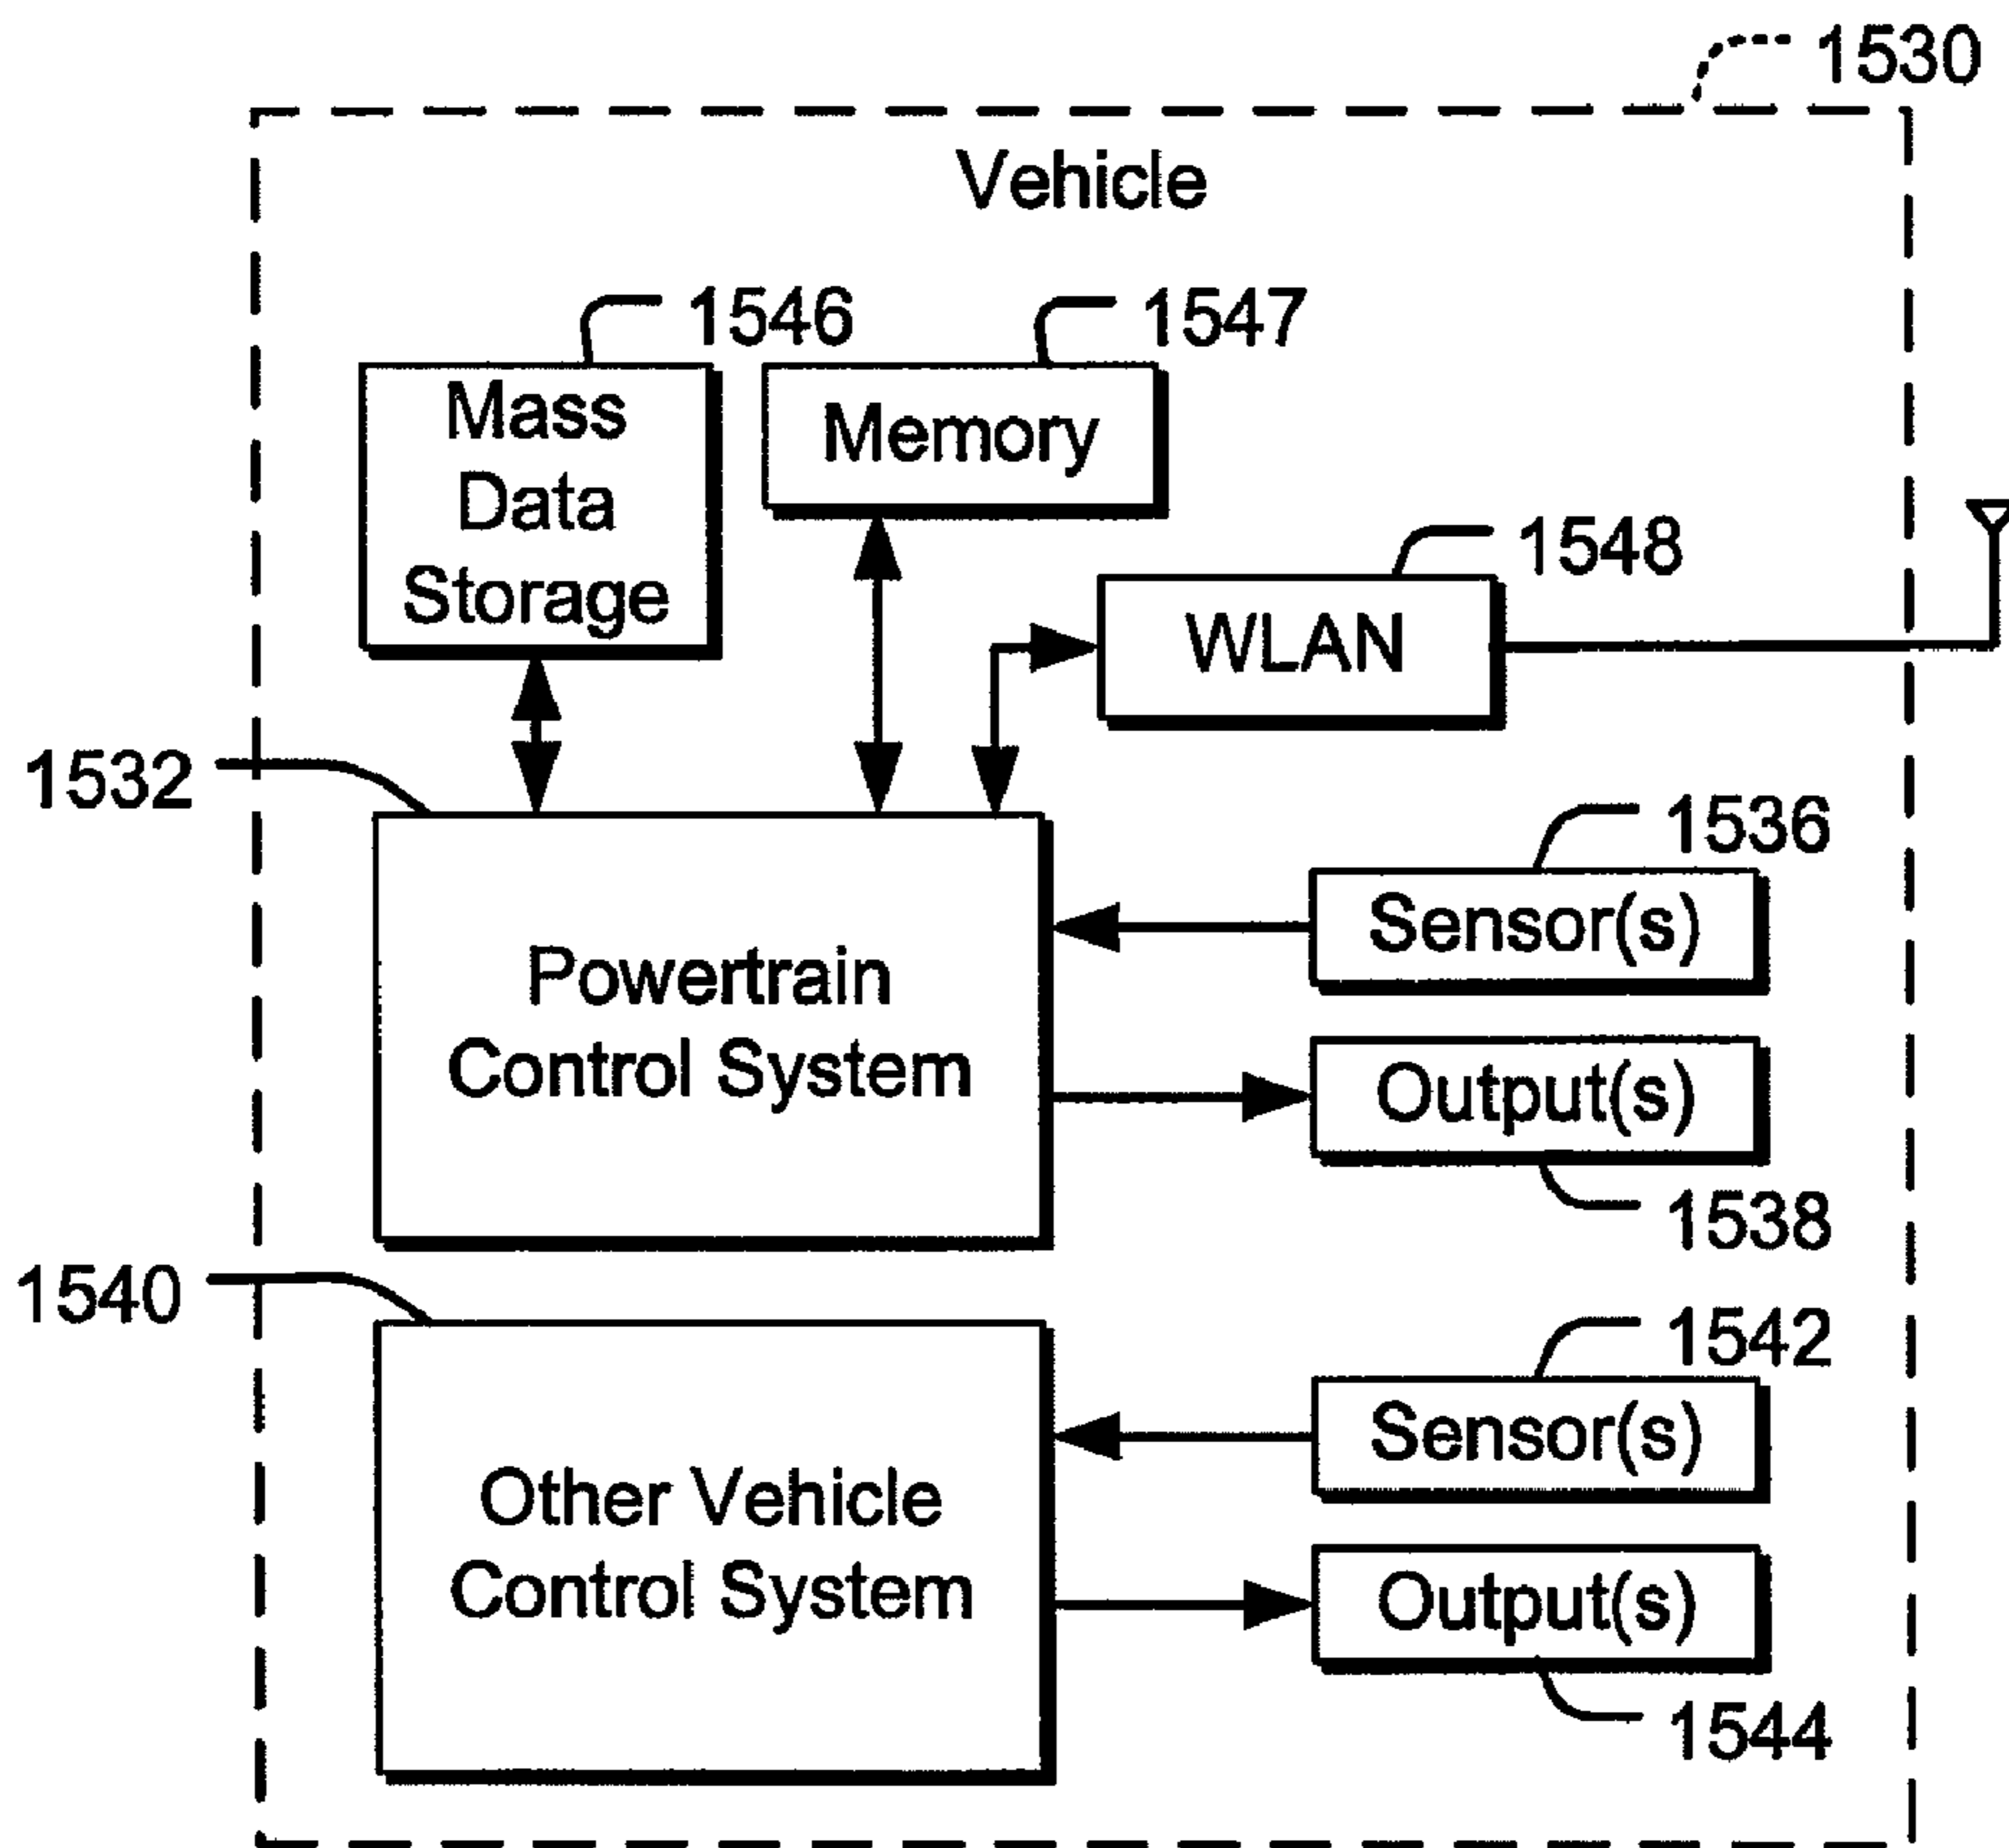 1530
Vehicle
1546
1547
Mass
Data
Storage
Memory
1548
WLAN
1532
1536
Sensor(s)
Powertrain
Control System
Output(s)
1538
1540
1542
Sensor(s)
Other Vehicle
Control System
Output(s)
1544